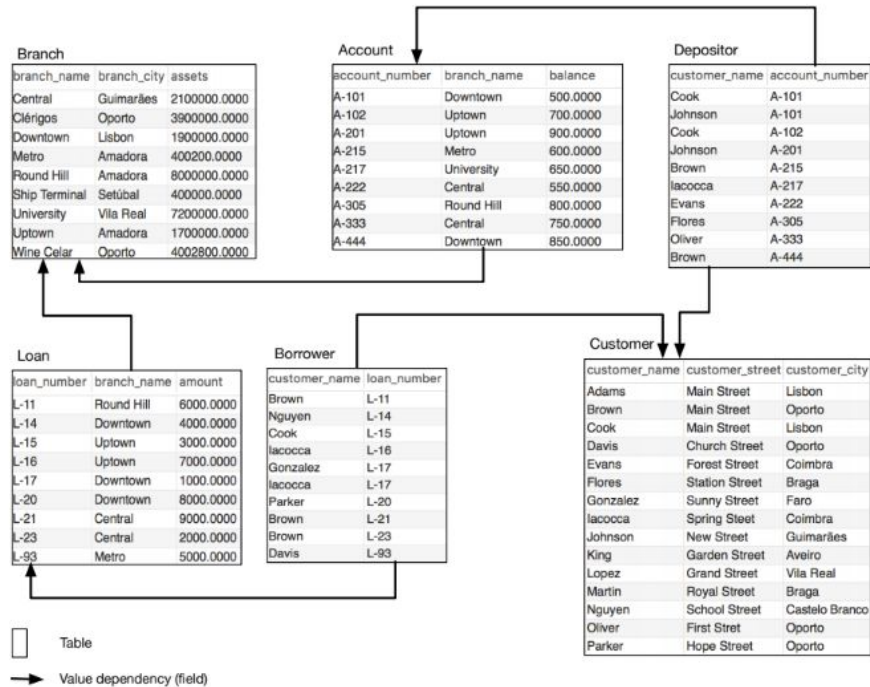 Branch
branch_name branch_city assets
Central Guimarães 2100000.0000
Clérigos Oporto 3900000.0000
Downtown Lisbon 1900000.0000
Metro Amadora 400200.0000
Round Hill Amadora 8000000.0000
Ship Terminal Setúbal 400000.0000
University Vila Real 7200000.0000
Uptown Amadora 1700000.0000
Wine Celar Oporto 4002800.0000
Account
account_number branch_name balance
A-101 Downtown 500.0000
A-102 Uptown 700.0000
A-201 Uptown 900.0000
A-215 Metro 600.0000
A-217 University 650.0000
A-222 Central 550.0000
A-305 Round Hill 800.0000
A-333 Central 750.0000
A-444 Downtown 850.0000
Depositor
customer_name account_number
Cook A-101
Johnson A-101
Cook A-102
Johnson A-201
Brown A-215
Iacocca A-217
Evans A-222
Flores A-305
Oliver A-333
Brown A-444
Loan
loan_number branch_name amount
L-11 Round Hill 6000.0000
L-14 Downtown 4000.0000
L-15 Uptown 3000.0000
L-16 Uptown 7000.0000
L-17 Downtown 1000.0000
L-20 Downtown 8000.0000
L-21 Central 9000.0000
L-23 Central 2000.0000
L-93 Metro 5000.0000
Borrower
customer_name loan_number
Brown L-11
Nguyen L-14
Cook L-15
Iacocca L-16
Gonzalez L-17
Iacocca L-17
Parker L-20
Brown L-21
Brown L-23
Davis L-93
Customer
customer_name customer_street customer_city
Adams Main Street Lisbon
Brown Main Street Oporto
Cook Main Street Lisbon
Davis Church Street Oporto
Evans Forest Street Coimbra
Flores Station Street Braga
Gonzalez Sunny Street Faro
Iacocca Spring Steet Coimbra
Johnson New Street Guimarães
King Garden Street Aveiro
Lopez Grand Street Vila Real
Martin Royal Street Braga
Nguyen School Street Castelo Branco
Oliver First Stret Oporto
Parker Hope Street Oporto
Table
Value dependency (field)